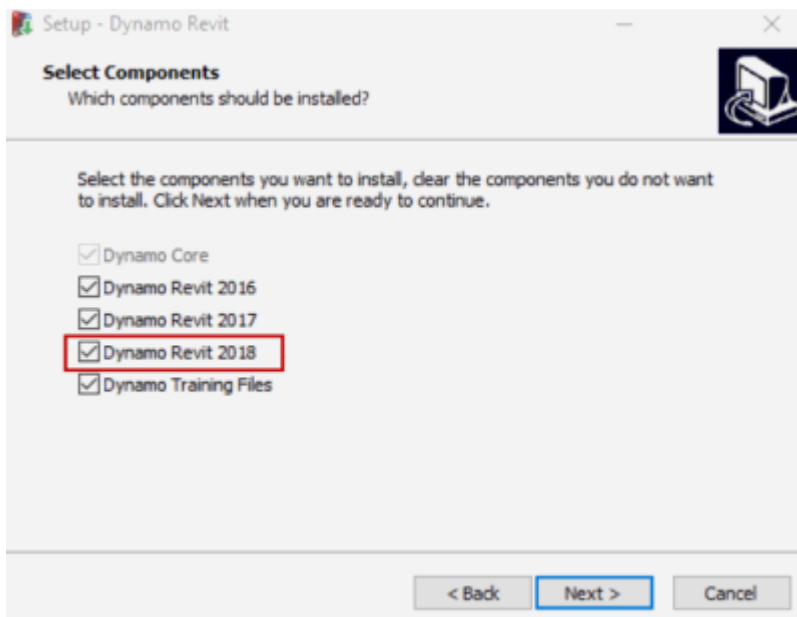 Setup - Dynamo Revit
Select Components
Which components should be installed?
Select the components you want to install, clear the components you do not want
to install. Click Next when you are ready to continue.
Dynamo Core
Dynamo Revit 2016
Dynamo Revit 2017
Dynamo Revit 2018
Dynamo Training Files
< Back Next > Cancel